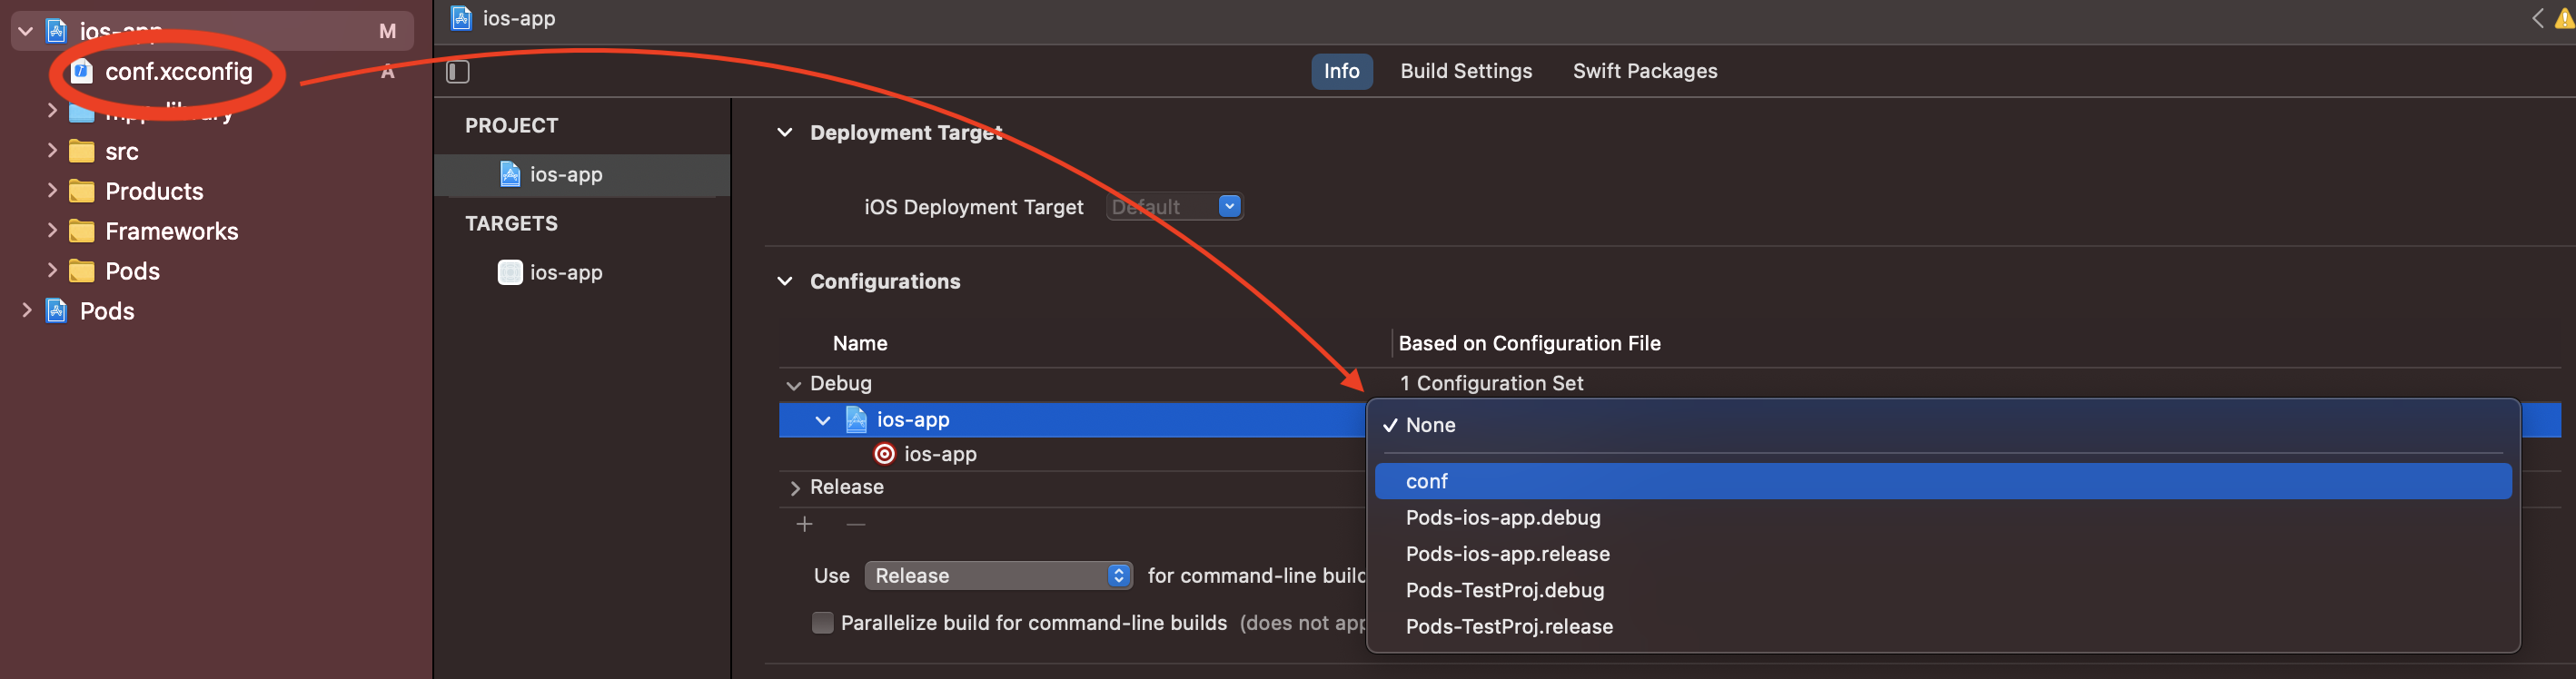 ios-app
M
conf.xcconfig
A
src
Products
Frameworks
Pods
Pods
ios-app
Info
Build Settings
Swift Packages
PROJECT
ios-app
TARGETS
ios-app
Deployment Target
iOS Deployment Target
Default
Configurations
Name
Based on Configuration File
Debug
1 Configuration Set
ios-app
ios-app
Release
None
conf
Pods-ios-app.debug
Pods-ios-app.release
Pods-TestProj.debug
Pods-TestProj.release
Use
Release
for command-line
Parallelize build for command-line builds
(does not